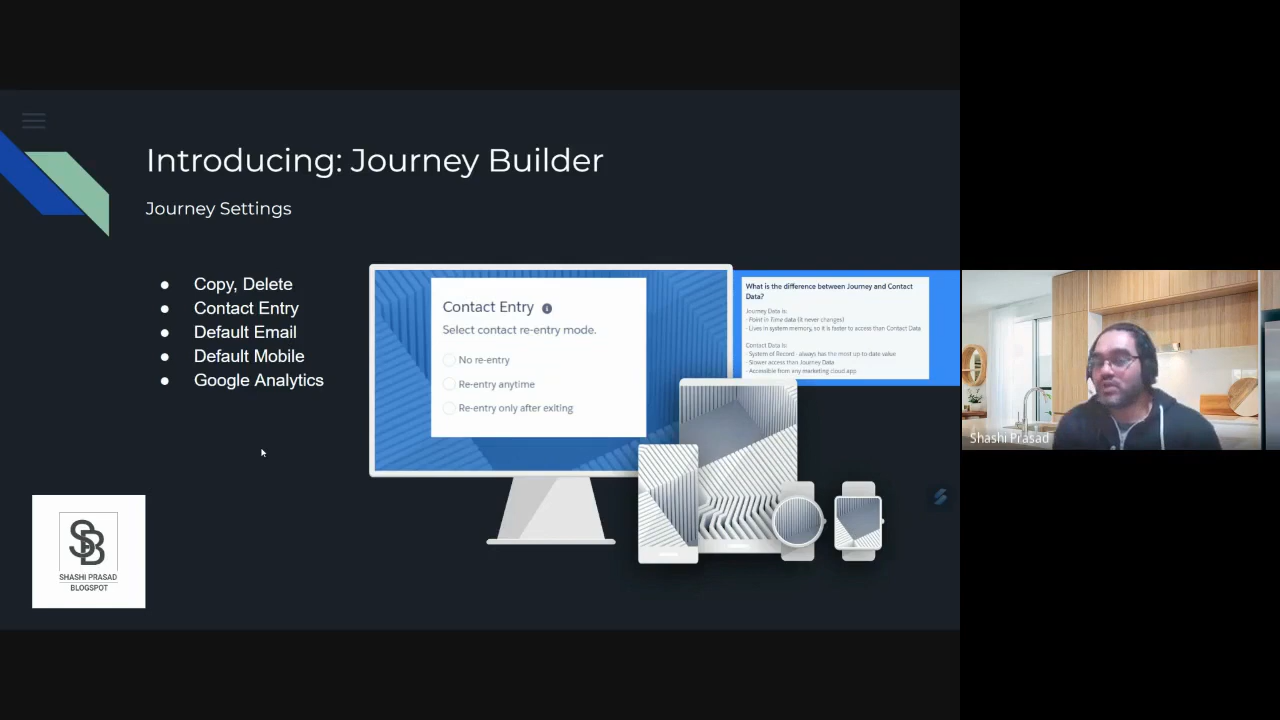 Introducing: Journey Builder
Journey Settings
● Copy, Delete
● Contact Entry
● Default Email
● Default Mobile
● Google Analytics
Contact Entry
Select contact re-entry mode.
No re-entry
Re-entry anytime
Re-entry only after exiting
What is the difference between Journey and Contact
Data?
Journey Data is:
- Point in Time data (it never changes)
- Lives in system memory, so it is faster to access than Contact Data
Contact Data is:
- System of Record - always has the most up to date value
- Slower access than Journey Data
- Accessible from any marketing cloud app
Shashi Prasad
SB
SHASHI PRASAD
BLOGSPOT